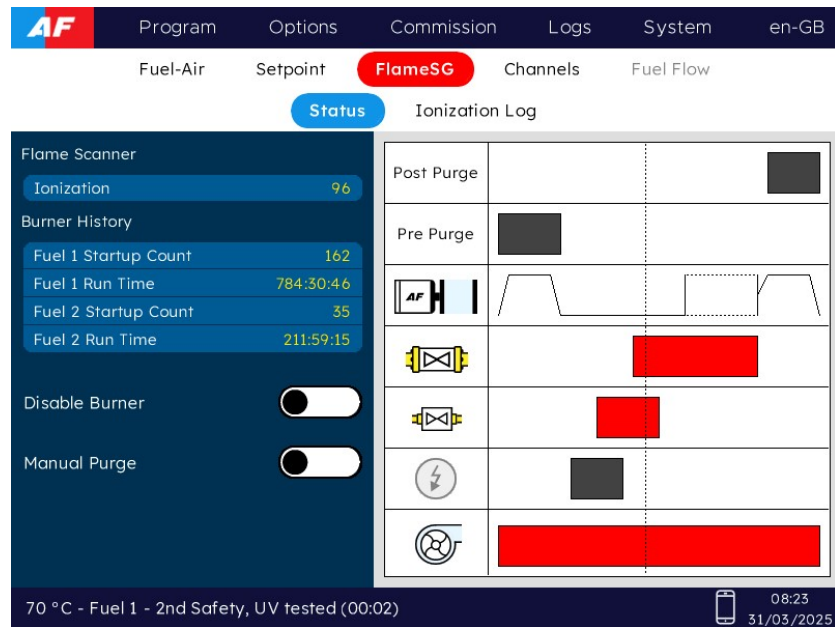 AF Program Options Commission Logs System en-GB
Fuel-Air Setpoint FlameSG Channels Fuel Flow
Status Ionization Log
Flame Scanner
Ionization 96
Burner History
Fuel 1 Startup Count 162
Fuel 1 Run Time 784:30:46
Fuel 2 Startup Count 35
Fuel 2 Run Time 211:59:15
Disable Burner
Manual Purge
Post Purge
Pre Purge
AF
70 °C - Fuel 1 - 2nd Safety, UV tested (00:02)
08:23
31/03/2025